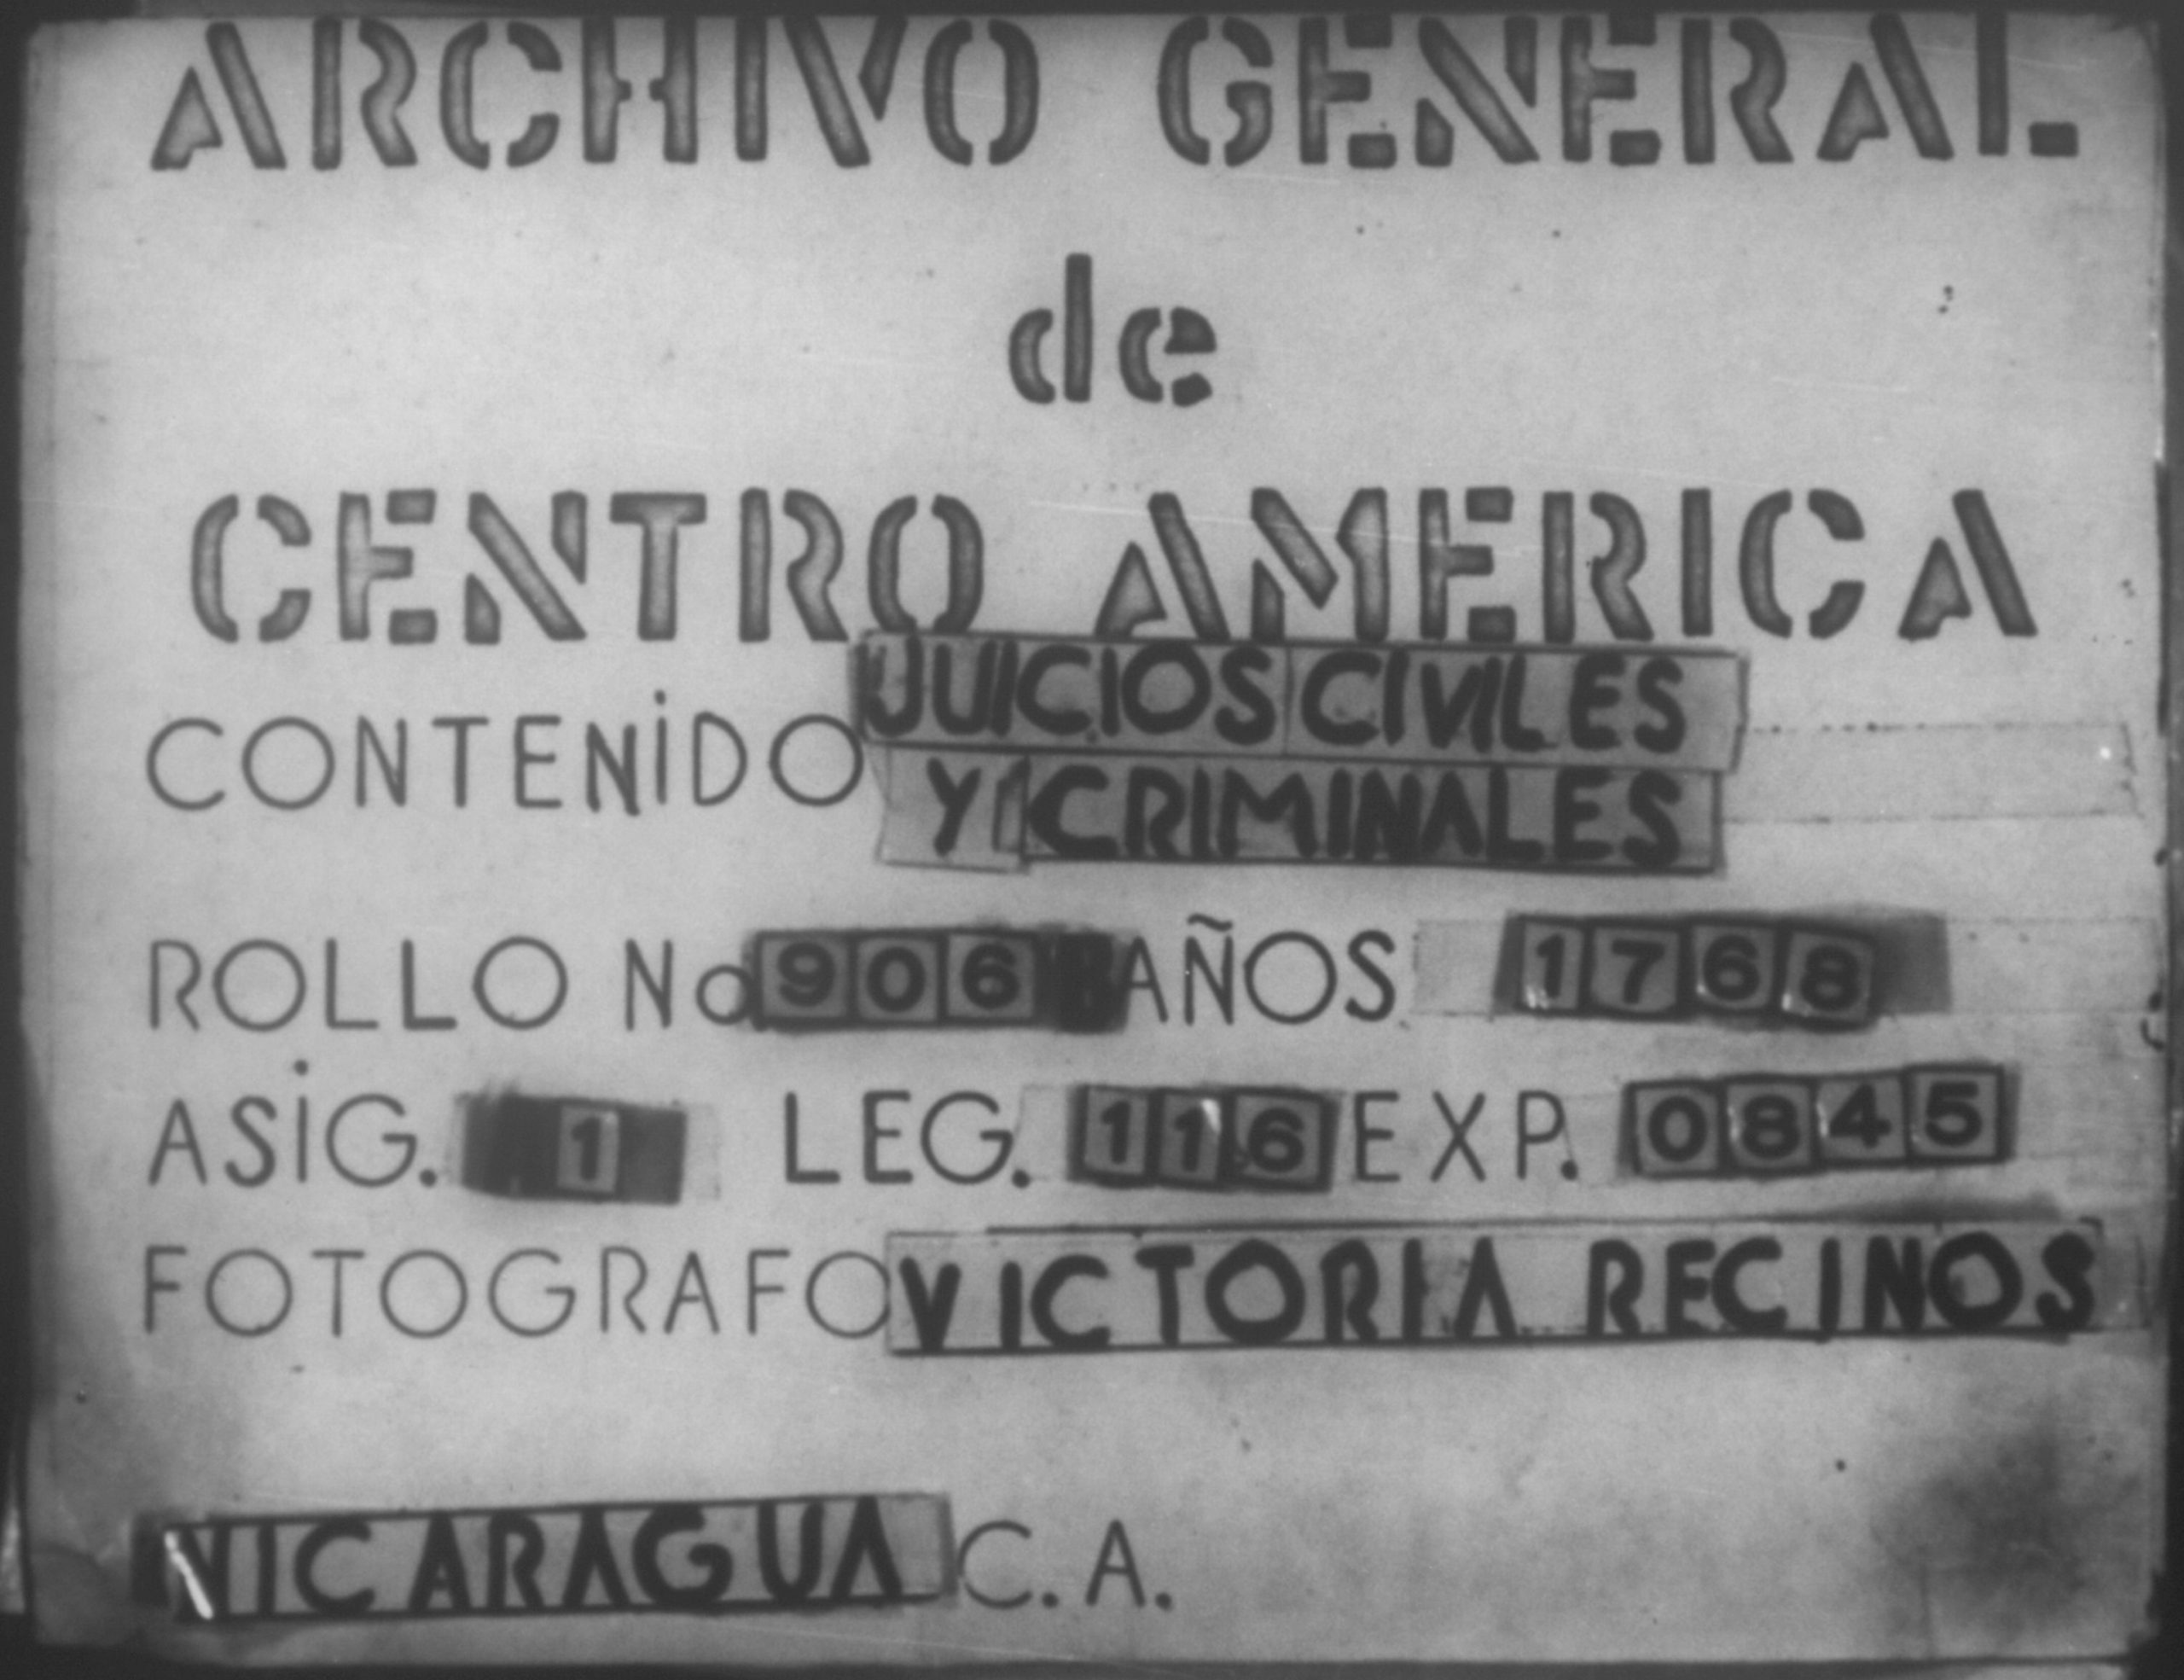 ARCHIVO GENERAL
de
CENTRO AMERICA
CONTENIDO JUICIOS CIVILES
Y CRIMINALES
ROLLO No 906 AÑOS 1768
ASIG. 1 LEG. 116 EXP. 0845
FOTOGRAFO VICTORIA RECINOS
NICARAGUA C.A.